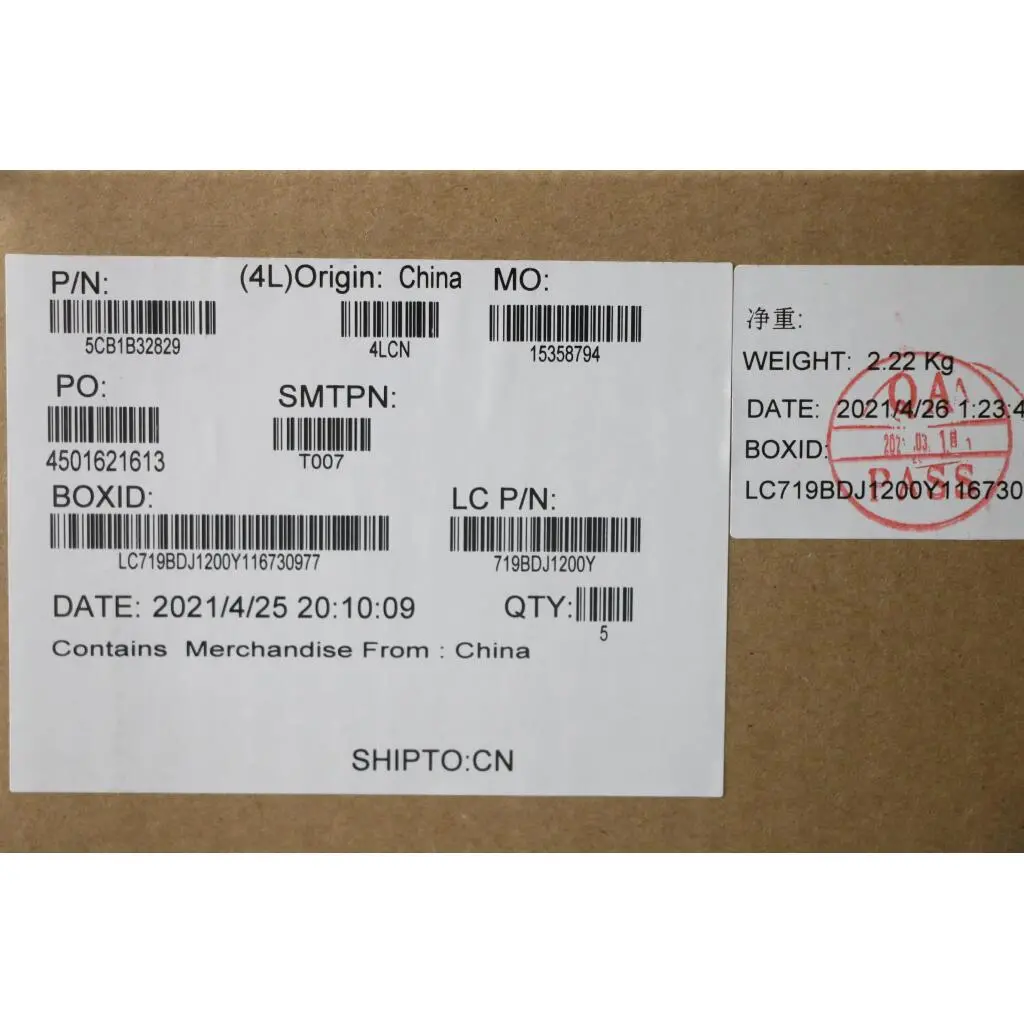 P/N: (4L)Origin: China MO:
5CB1B32829 4LCN 15358794
PO: SMTPN:
4501621613 T007
BOXID: LC P/N:
LC719BDJ1200Y116730977 719BDJ1200Y
DATE: 2021/4/25 20:10:09 QTY:
5
Contains Merchandise From : China
SHIPTO:CN
净重:
WEIGHT: 2.22 Kg
DATE: 2021/4/26 1:23:4
BOXID:
LC719BDJ1200Y116730
QA
PASS